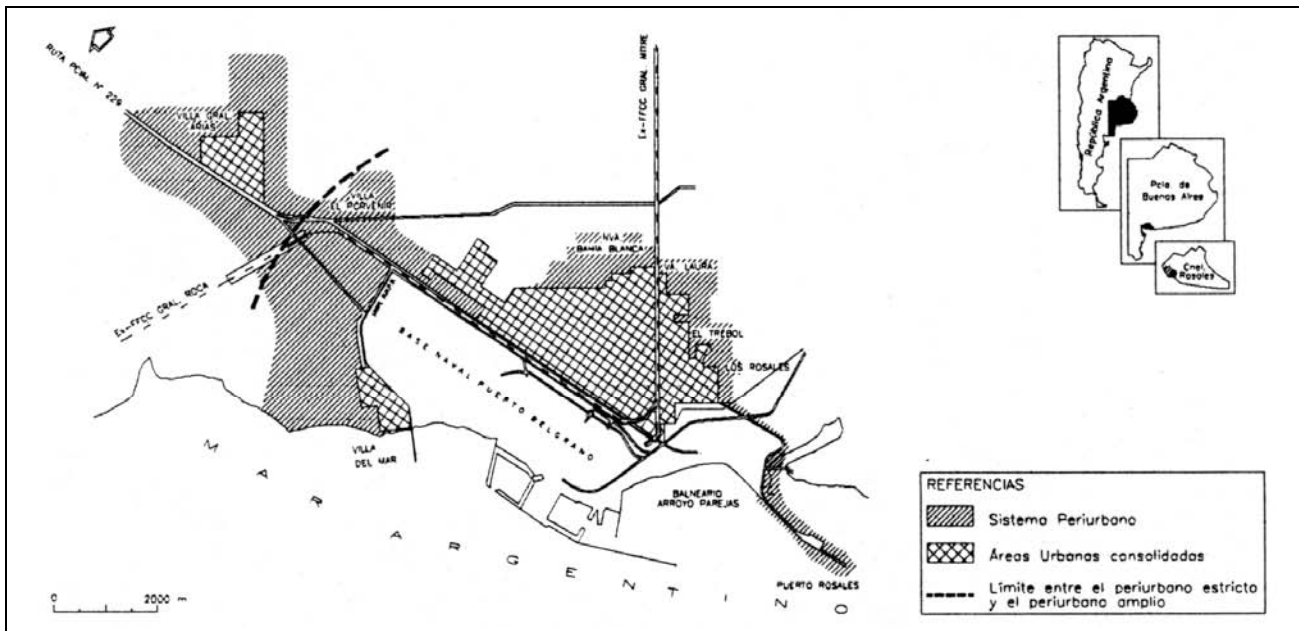 RUTA PCIAL Nº 229
VILLA GRAL.
ARIAS
VILLA
EL PORVENIR
Ex-FFCC GRAL. MITRE
Ex-FFCC GRAL. ROCA
NVA.
BAHIA BLANCA
VA. LAURA
EL TREBOL
LOS ROSALES
BASE NAVAL PUERTO BELGRANO
VILLA
DEL MAR
BALNEARIO
ARROYO PAREJAS
PUERTO ROSALES
MAR ARGENTINO
0 2000 m
República Argentina
Pcia. de
Buenos Aires
Cnel.
Rosales
REFERENCIAS
Sistema Periurbano
Áreas Urbanas consolidadas
Límite entre el periurbano estricto
y el periurbano amplio